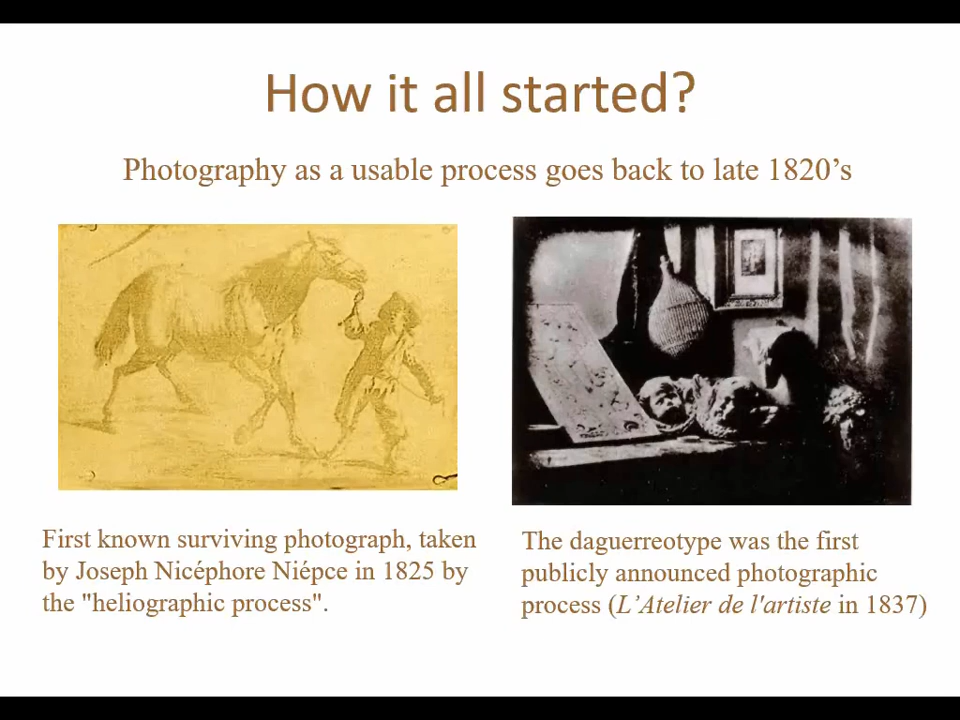 How it all started?
Photography as a usable process goes back to late 1820’s
First known surviving photograph, taken
by Joseph Nicéphore Niépce in 1825 by
the "heliographic process".
The daguerreotype was the first
publicly announced photographic
process (L’Atelier de l'artiste in 1837)